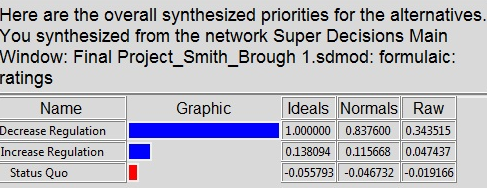 Here are the overall synthesized priorities for the alternatives.
You synthesized from the network Super Decisions Main
Window: Final Project_Smith_Brough 1.sdmod: formulaic:
ratings
Name Graphic Ideals Normals Raw
Decrease Regulation 1.000000 0.837600 0.343515
Increase Regulation 0.138094 0.115668 0.047437
Status Quo -0.055793 -0.046732 -0.019166